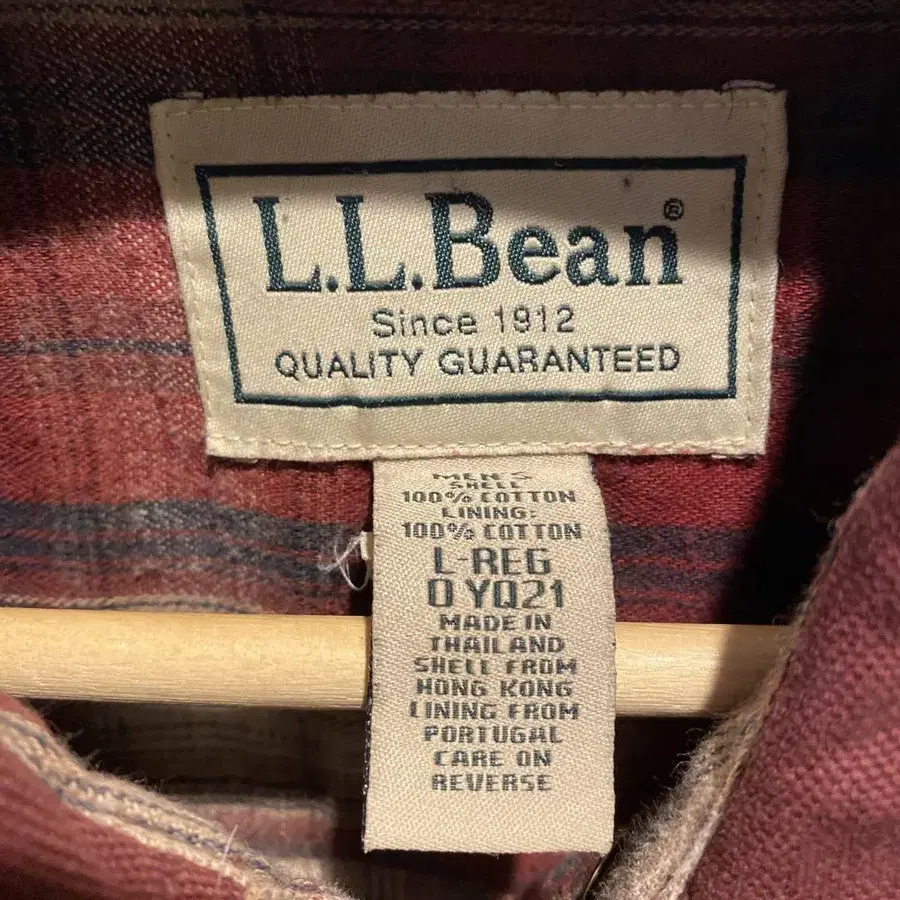 L.L.Bean®
Since 1912
QUALITY GUARANTEED
MEN'S
SHELL
100% COTTON
LINING:
100% COTTON
L-REG
0 YQ21
MADE IN
THAILAND
SHELL FROM
HONG KONG
LINING FROM
PORTUGAL
CARE ON
REVERSE